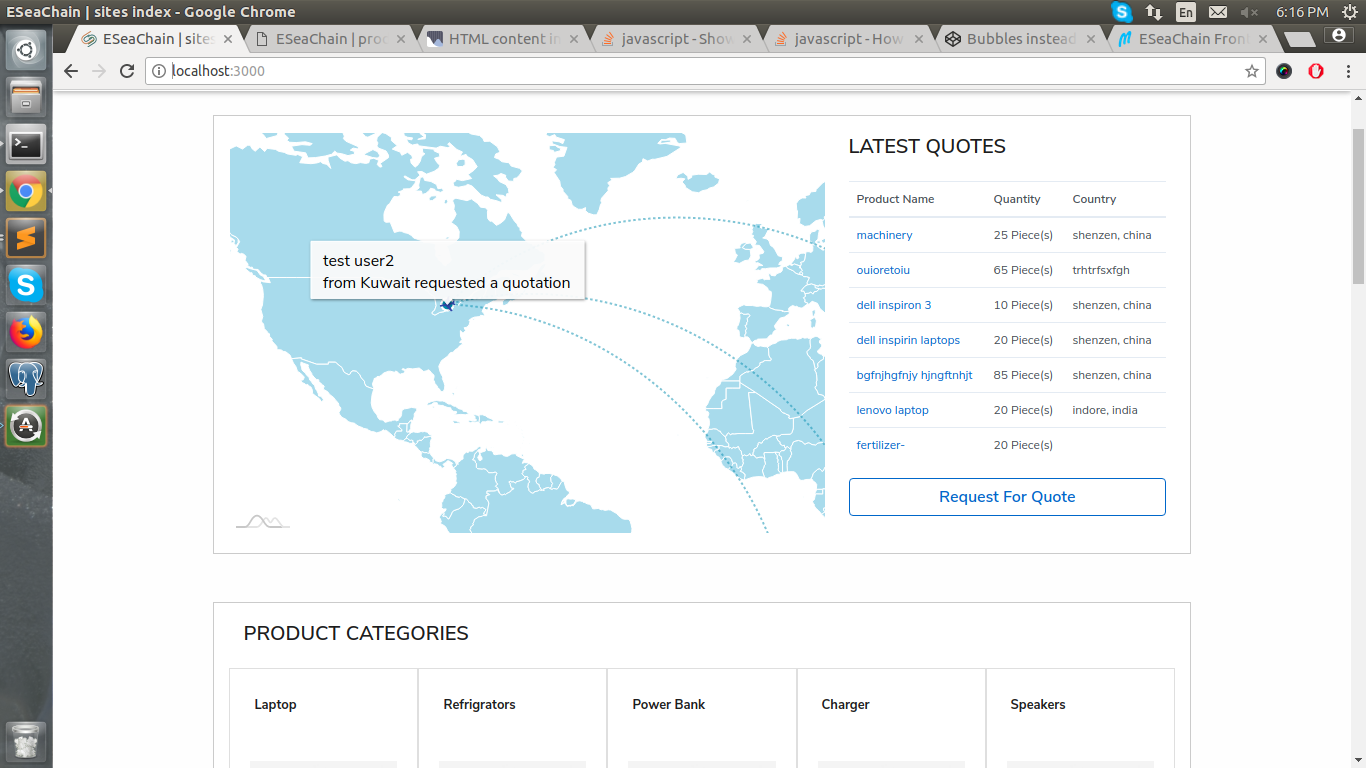 ESeaChain | sites index - Google Chrome
En
6:16 PM
ESeaChain | sites
ESeaChain | prod
HTML content in
javascript - Show
javascript - How
Bubbles instead
ESeaChain Front
localhost:3000
test user2
from Kuwait requested a quotation
LATEST QUOTES
Product Name Quantity Country
machinery 25 Piece(s) shenzen, china
ouioretoiu 65 Piece(s) trhtrfsxfgh
dell inspiron 3 10 Piece(s) shenzen, china
dell inspirin laptops 20 Piece(s) shenzen, china
bgfnjhgfnjy hjngftnhjt 85 Piece(s) shenzen, china
lenovo laptop 20 Piece(s) indore, india
fertilizer- 20 Piece(s)
Request For Quote
PRODUCT CATEGORIES
Laptop
Refrigrators
Power Bank
Charger
Speakers